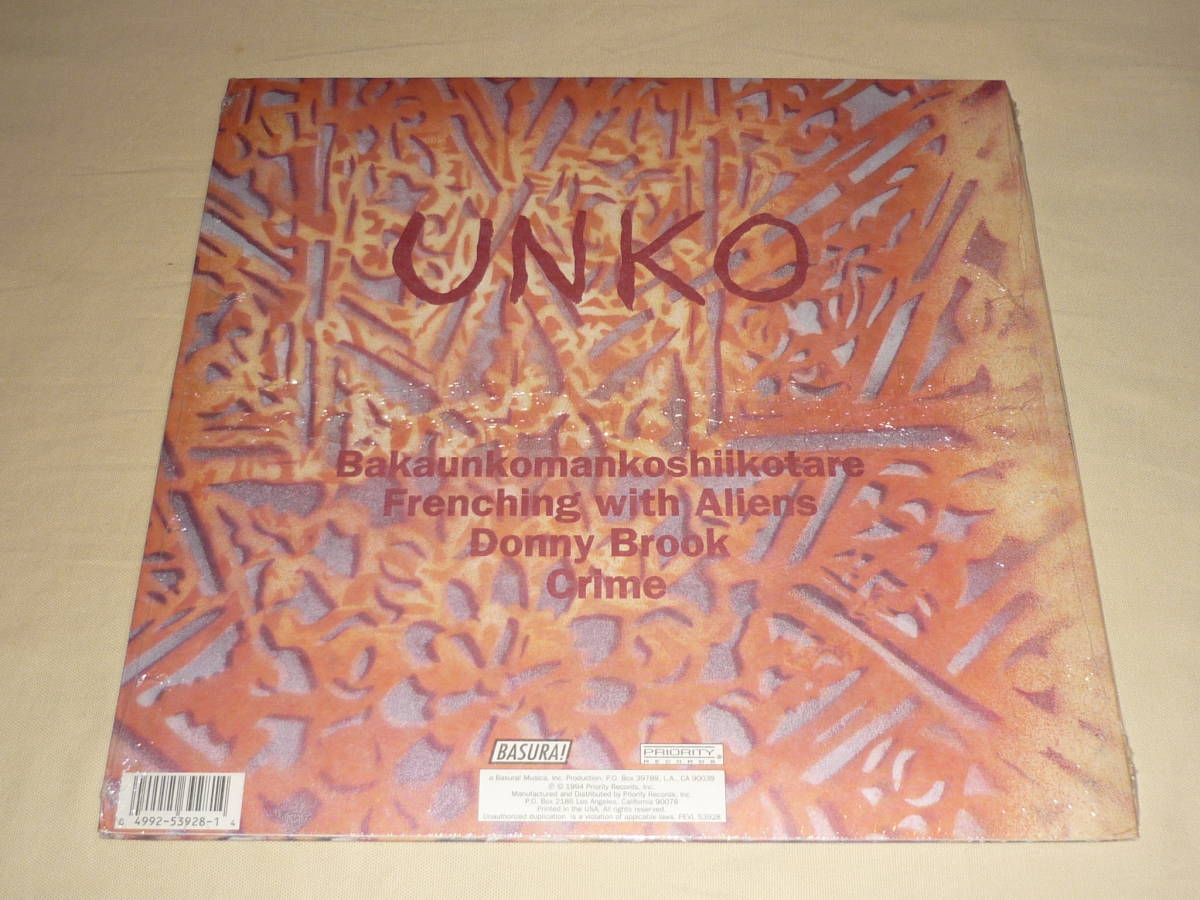 UNKO
Bakaunkomankoshiikotare
Frenching with Aliens
Donny Brook
Crime
BASURA!
PRIORITY
RECORDS
a Basura! Musica, Inc. Production, P.O. Box 39789, L.A., CA 90039
℗ © 1994 Priority Records, Inc.
Manufactured and Distributed by Priority Records, Inc.
P.O. Box 2186 Los Angeles, California 90078
Printed in the USA. All rights reserved.
Unauthorized duplication is a violation of applicable laws. PEVL 53928
4992-53928-1 4